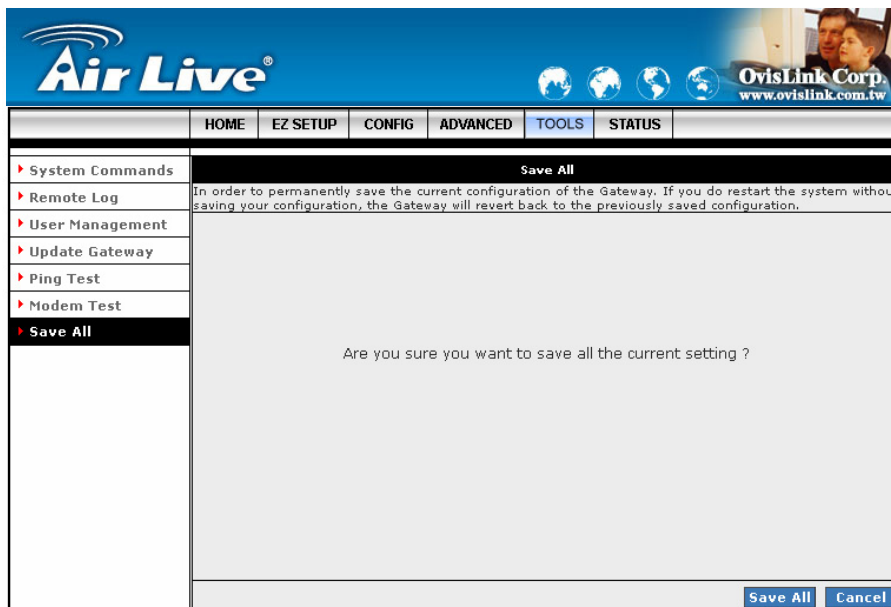 Air Live®
OvisLink Corp.
www.ovislink.com.tw
HOME EZ SETUP CONFIG ADVANCED TOOLS STATUS
System Commands
Remote Log
User Management
Update Gateway
Ping Test
Modem Test
Save All
Save All
In order to permanently save the current configuration of the Gateway. If you do restart the system withou
saving your configuration, the Gateway will revert back to the previously saved configuration.
Are you sure you want to save all the current setting ?
Save All Cancel